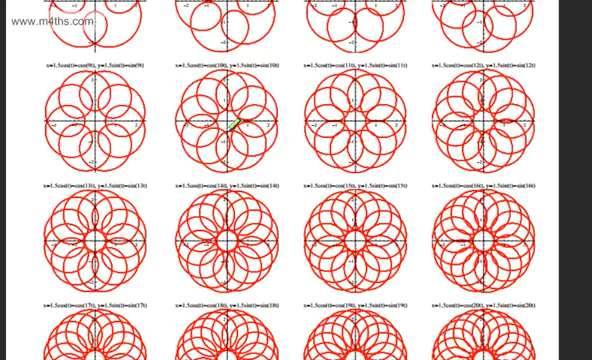 www.m4ths.com
x=1.5cos(t)−cos(9t), y=1.5sin(t)−sin(9t) x=1.5cos(t)−cos(10t), y=1.5sin(t)−sin(10t) x=1.5cos(t)−cos(11t), y=1.5sin(t)−sin(11t) x=1.5cos(t)−cos(12t), y=1.5sin(t)−sin(12t)
x=1.5cos(t)−cos(13t), y=1.5sin(t)−sin(13t) x=1.5cos(t)−cos(14t), y=1.5sin(t)−sin(14t) x=1.5cos(t)−cos(15t), y=1.5sin(t)−sin(15t) x=1.5cos(t)−cos(16t), y=1.5sin(t)−sin(16t)
x=1.5cos(t)−cos(17t), y=1.5sin(t)−sin(17t) x=1.5cos(t)−cos(18t), y=1.5sin(t)−sin(18t) x=1.5cos(t)−cos(19t), y=1.5sin(t)−sin(19t) x=1.5cos(t)−cos(20t), y=1.5sin(t)−sin(20t)